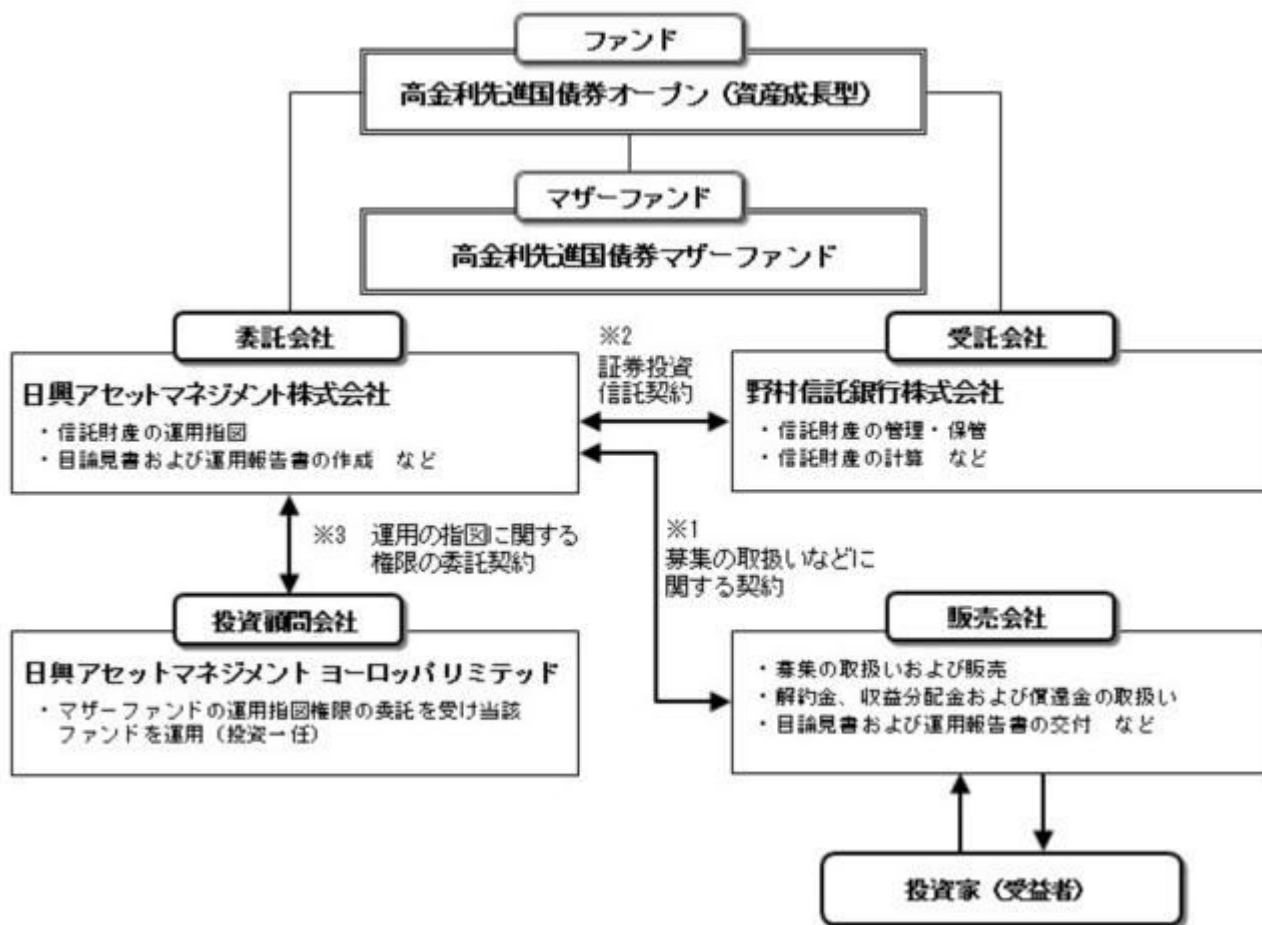 ファンド
高金利先進国債券オープン（資産成長型）
マザーファンド
高金利先進国債券マザーファンド
委託会社
日興アセットマネジメント株式会社
・信託財産の運用指図
・目論見書および運用報告書の作成　など
※2
証券投資
信託契約
受託会社
野村信託銀行株式会社
・信託財産の管理・保管
・信託財産の計算　など
※3　運用の指図に関する
権限の委託契約
※1
募集の取扱いなどに
関する契約
投資顧問会社
日興アセットマネジメント ヨーロッパ リミテッド
・マザーファンドの運用指図権限の委託を受け当該
ファンドを運用（投資一任）
販売会社
・募集の取扱いおよび販売
・解約金、収益分配金および償還金の取扱い
・目論見書および運用報告書の交付　など
投資家（受益者）